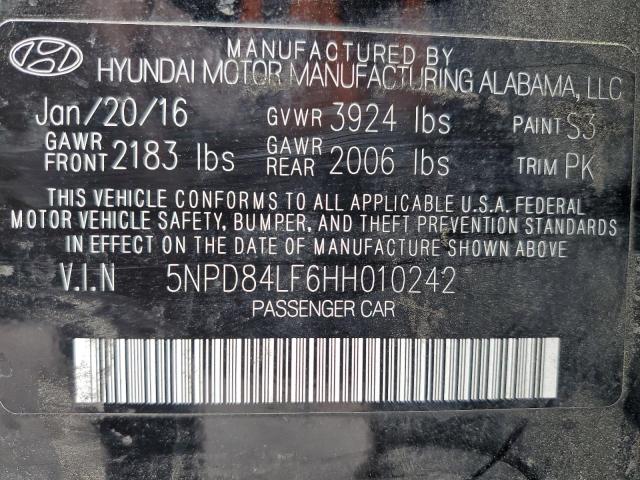 MANUFACTURED BY
HYUNDAI MOTOR MANUFACTURING ALABAMA, LLC
Jan/20/16 GVWR 3924 lbs PAINT S3
GAWR FRONT 2183 lbs GAWR REAR 2006 lbs TRIM PK
THIS VEHICLE CONFORMS TO ALL APPLICABLE U.S.A. FEDERAL
MOTOR VEHICLE SAFETY, BUMPER, AND THEFT PREVENTION STANDARDS
IN EFFECT ON THE DATE OF MANUFACTURE SHOWN ABOVE
V.I.N 5NPD84LF6HH010242
PASSENGER CAR